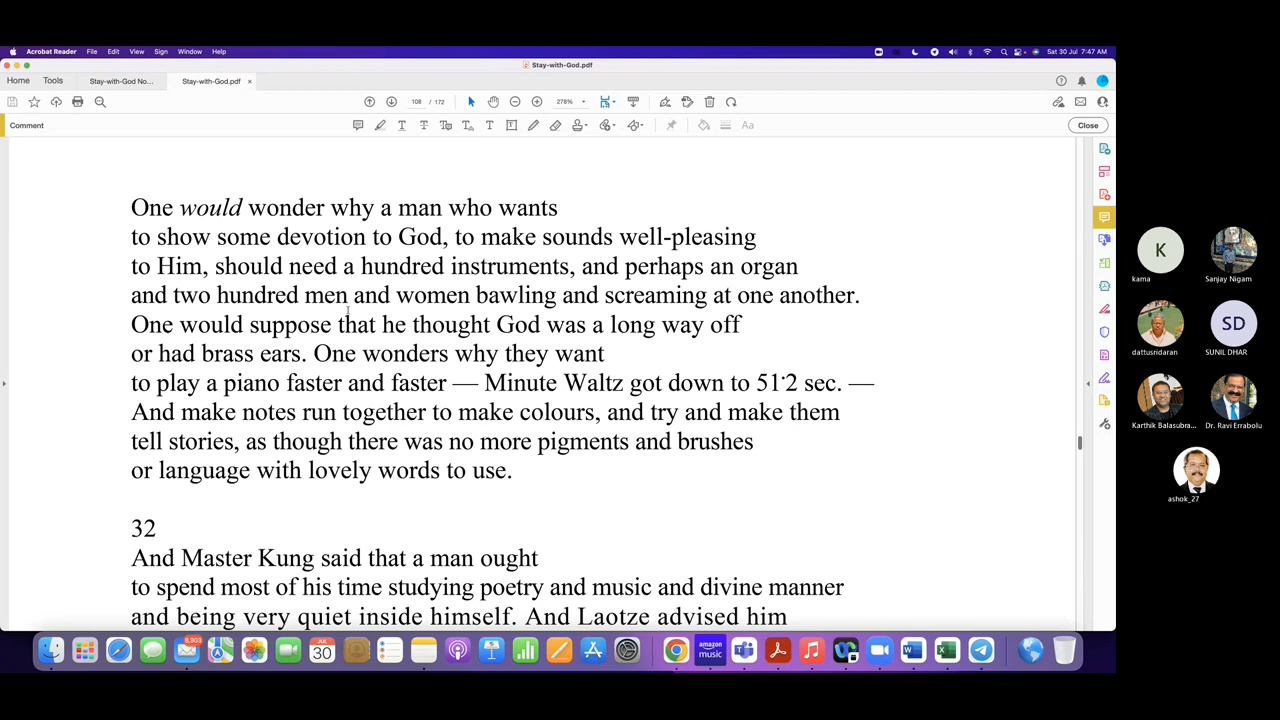 Acrobat Reader File Edit View Sign Window Help Sat 30 Jul 7:47 AM
Stay-with-God.pdf
Home Tools Stay-with-God No... Stay-with-God.pdf ×
108 / 172 278%
Comment Close
One would wonder why a man who wants
to show some devotion to God, to make sounds well-pleasing
to Him, should need a hundred instruments, and perhaps an organ
and two hundred men and women bawling and screaming at one another.
One would suppose that he thought God was a long way off
or had brass ears. One wonders why they want
to play a piano faster and faster — Minute Waltz got down to 51·2 sec. —
And make notes run together to make colours, and try and make them
tell stories, as though there was no more pigments and brushes
or language with lovely words to use.
32
And Master Kung said that a man ought
to spend most of his time studying poetry and music and divine manner
and being very quiet inside himself. And Laotze advised him
K
kama
Sanjay Nigam
dattusridaran
SD
SUNIL DHAR
Karthik Balasubra...
Dr. Ravi Errabolu
ashok_27
8,903
JUL
30
amazon
music